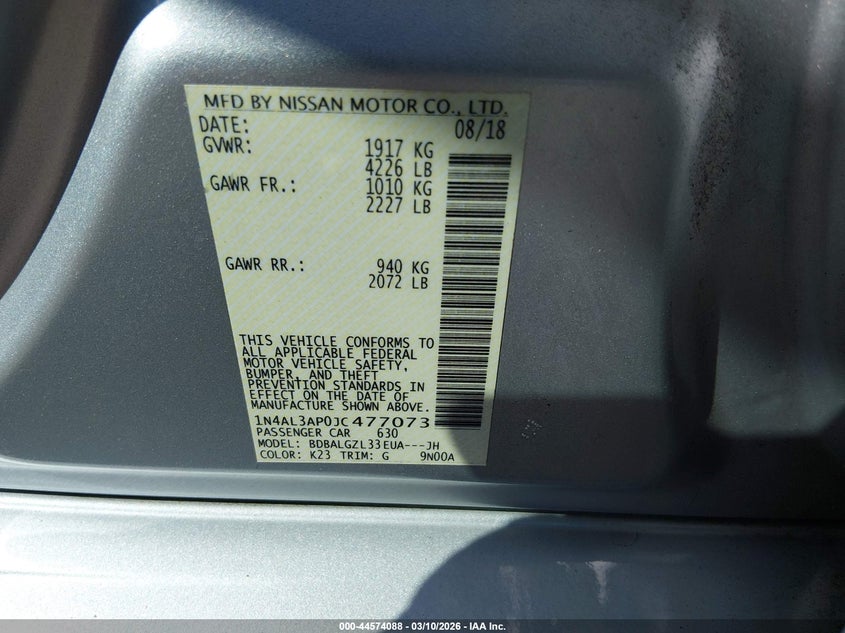 MFD BY NISSAN MOTOR CO., LTD.
DATE: 08/18
GVWR: 1917 KG
4226 LB
GAWR FR.: 1010 KG
2227 LB
GAWR RR.: 940 KG
2072 LB
THIS VEHICLE CONFORMS TO
ALL APPLICABLE FEDERAL
MOTOR VEHICLE SAFETY,
BUMPER, AND THEFT
PREVENTION STANDARDS IN
EFFECT ON THE DATE OF
MANUFACTURE SHOWN ABOVE.
1N4AL3AP0JC477073
PASSENGER CAR 630
MODEL: BDBALGZL33EUA---JH
COLOR: K23 TRIM: G 9N00A
000-44574088 - 03/10/2026 - IAA Inc.